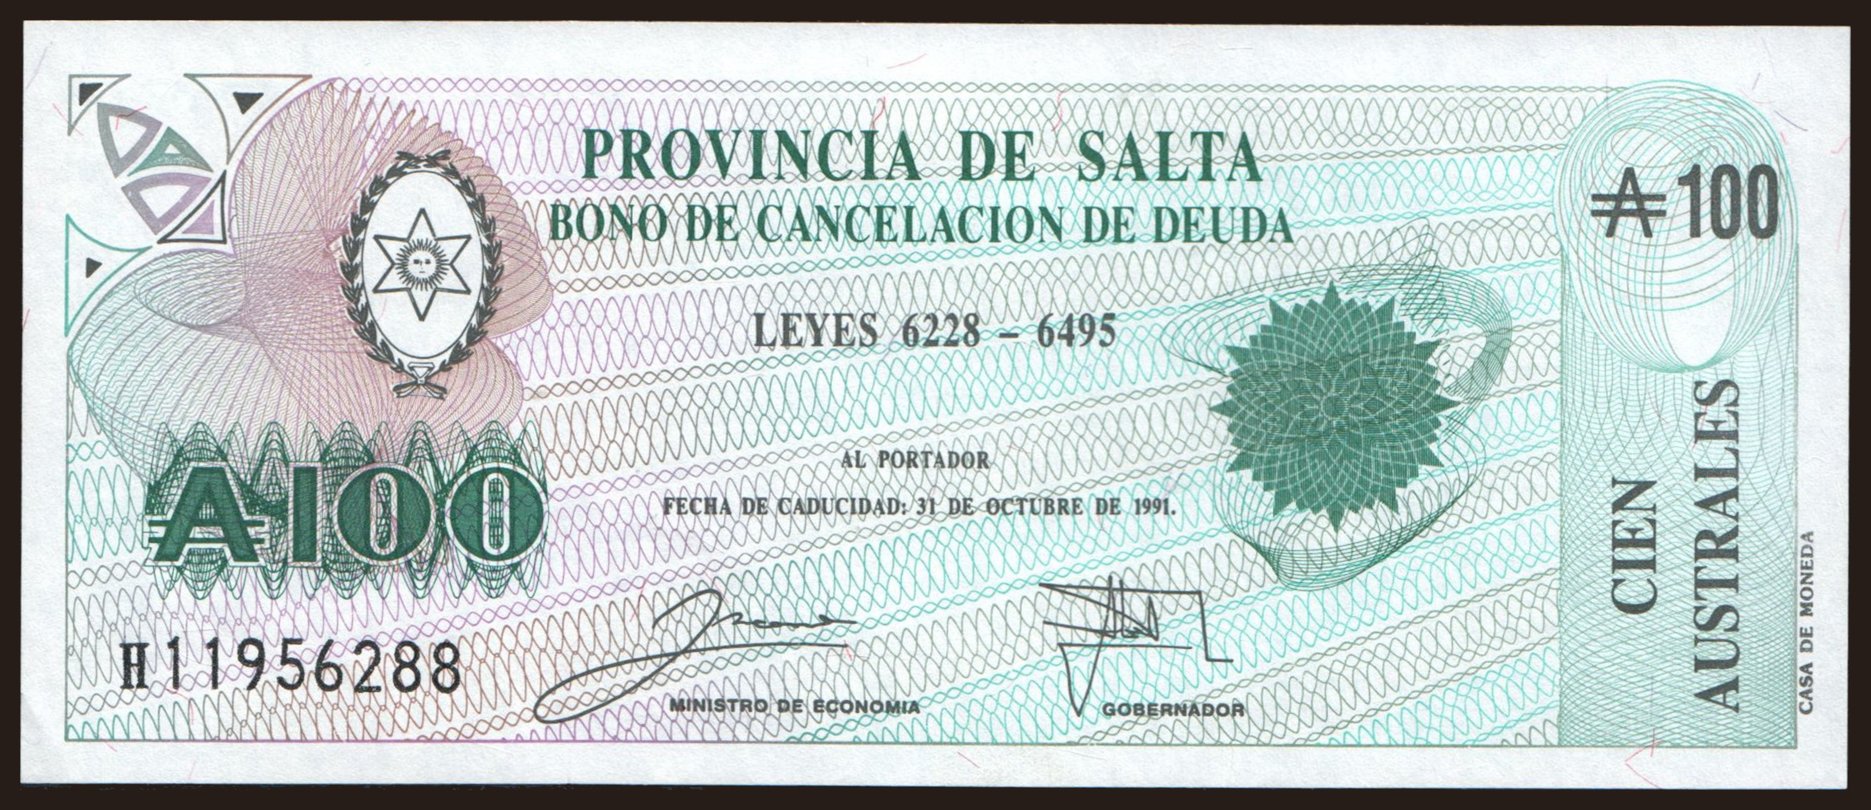 PROVINCIA DE SALTA
BONO DE CANCELACION DE DEUDA
₳ 100
LEYES 6228 – 6495
AL PORTADOR
FECHA DE CADUCIDAD: 31 DE OCTUBRE DE 1991.
₳100
H11956288
MINISTRO DE ECONOMIA
GOBERNADOR
CIEN
AUSTRALES
CASA DE MONEDA